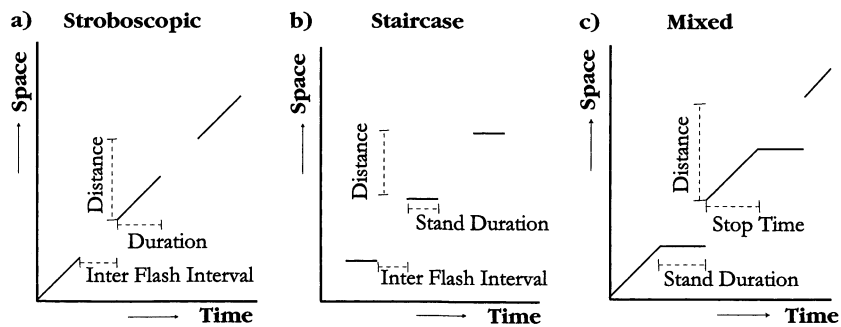 a) Stroboscopic
Space
Distance
Duration
Inter Flash Interval
Time
b) Staircase
Space
Distance
Stand Duration
Inter Flash Interval
Time
c) Mixed
Space
Distance
Stop Time
Stand Duration
Time